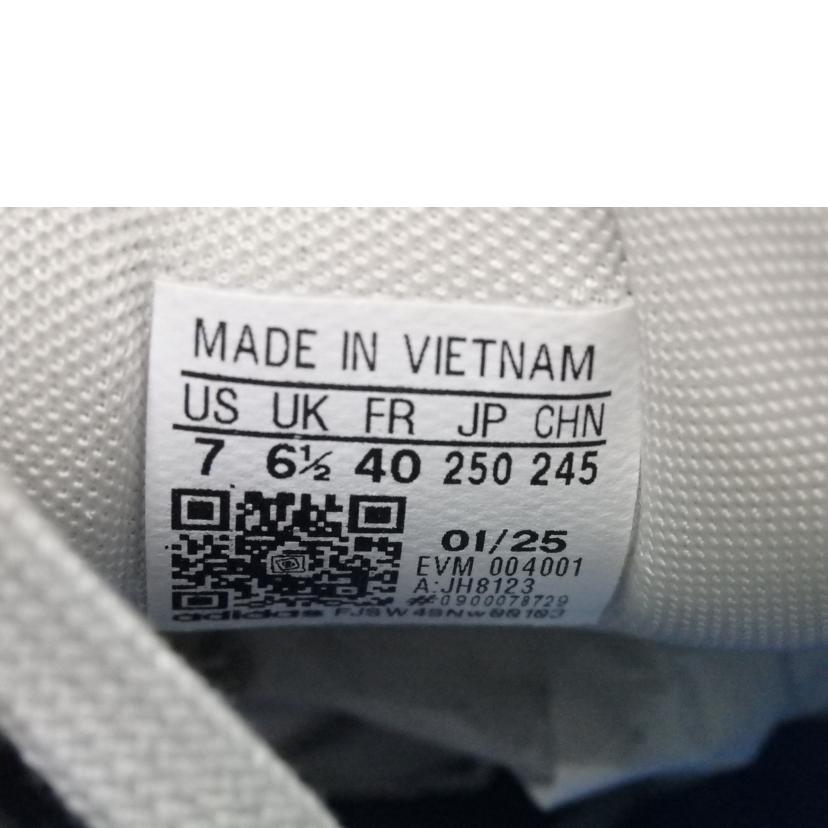 MADE IN VIETNAM
US UK FR JP CHN
7 6½ 40 250 245
01/25
EVM 004001
A:JH8123
#:0900078729
adidas